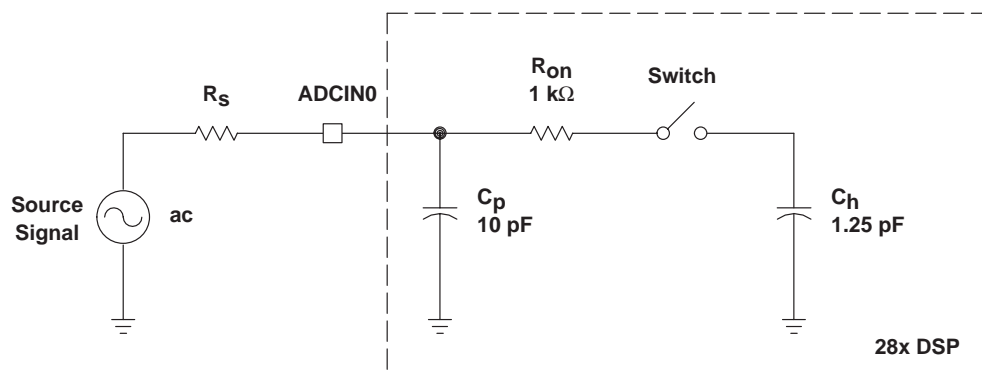 Rs
ADCIN0
Ron
1 kΩ
Switch
Source
Signal
ac
Cp
10 pF
Ch
1.25 pF
28x DSP